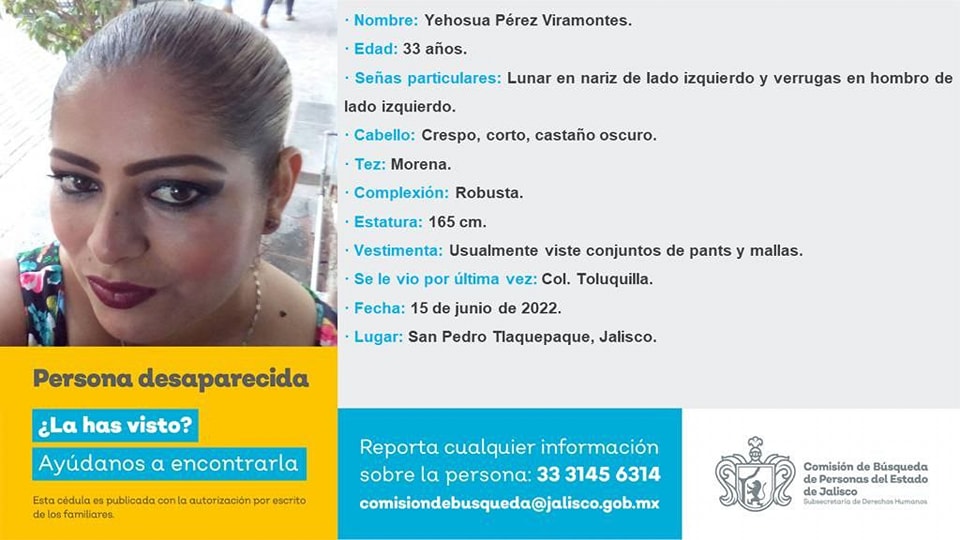 · Nombre: Yehosua Pérez Viramontes.
· Edad: 33 años.
· Señas particulares: Lunar en nariz de lado izquierdo y verrugas en hombro de
lado izquierdo.
· Cabello: Crespo, corto, castaño oscuro.
· Tez: Morena.
· Complexión: Robusta.
· Estatura: 165 cm.
· Vestimenta: Usualmente viste conjuntos de pants y mallas.
· Se le vio por última vez: Col. Toluquilla.
· Fecha: 15 de junio de 2022.
· Lugar: San Pedro Tlaquepaque, Jalisco.
Persona desaparecida
¿La has visto?
Ayúdanos a encontrarla
Esta cédula es publicada con la autorización por escrito
de los familiares.
Reporta cualquier información
sobre la persona: 33 3145 6314
comisiondebusqueda@jalisco.gob.mx
Comisión de Búsqueda
de Personas del Estado
de Jalisco
Subsecretaría de Derechos Humanos